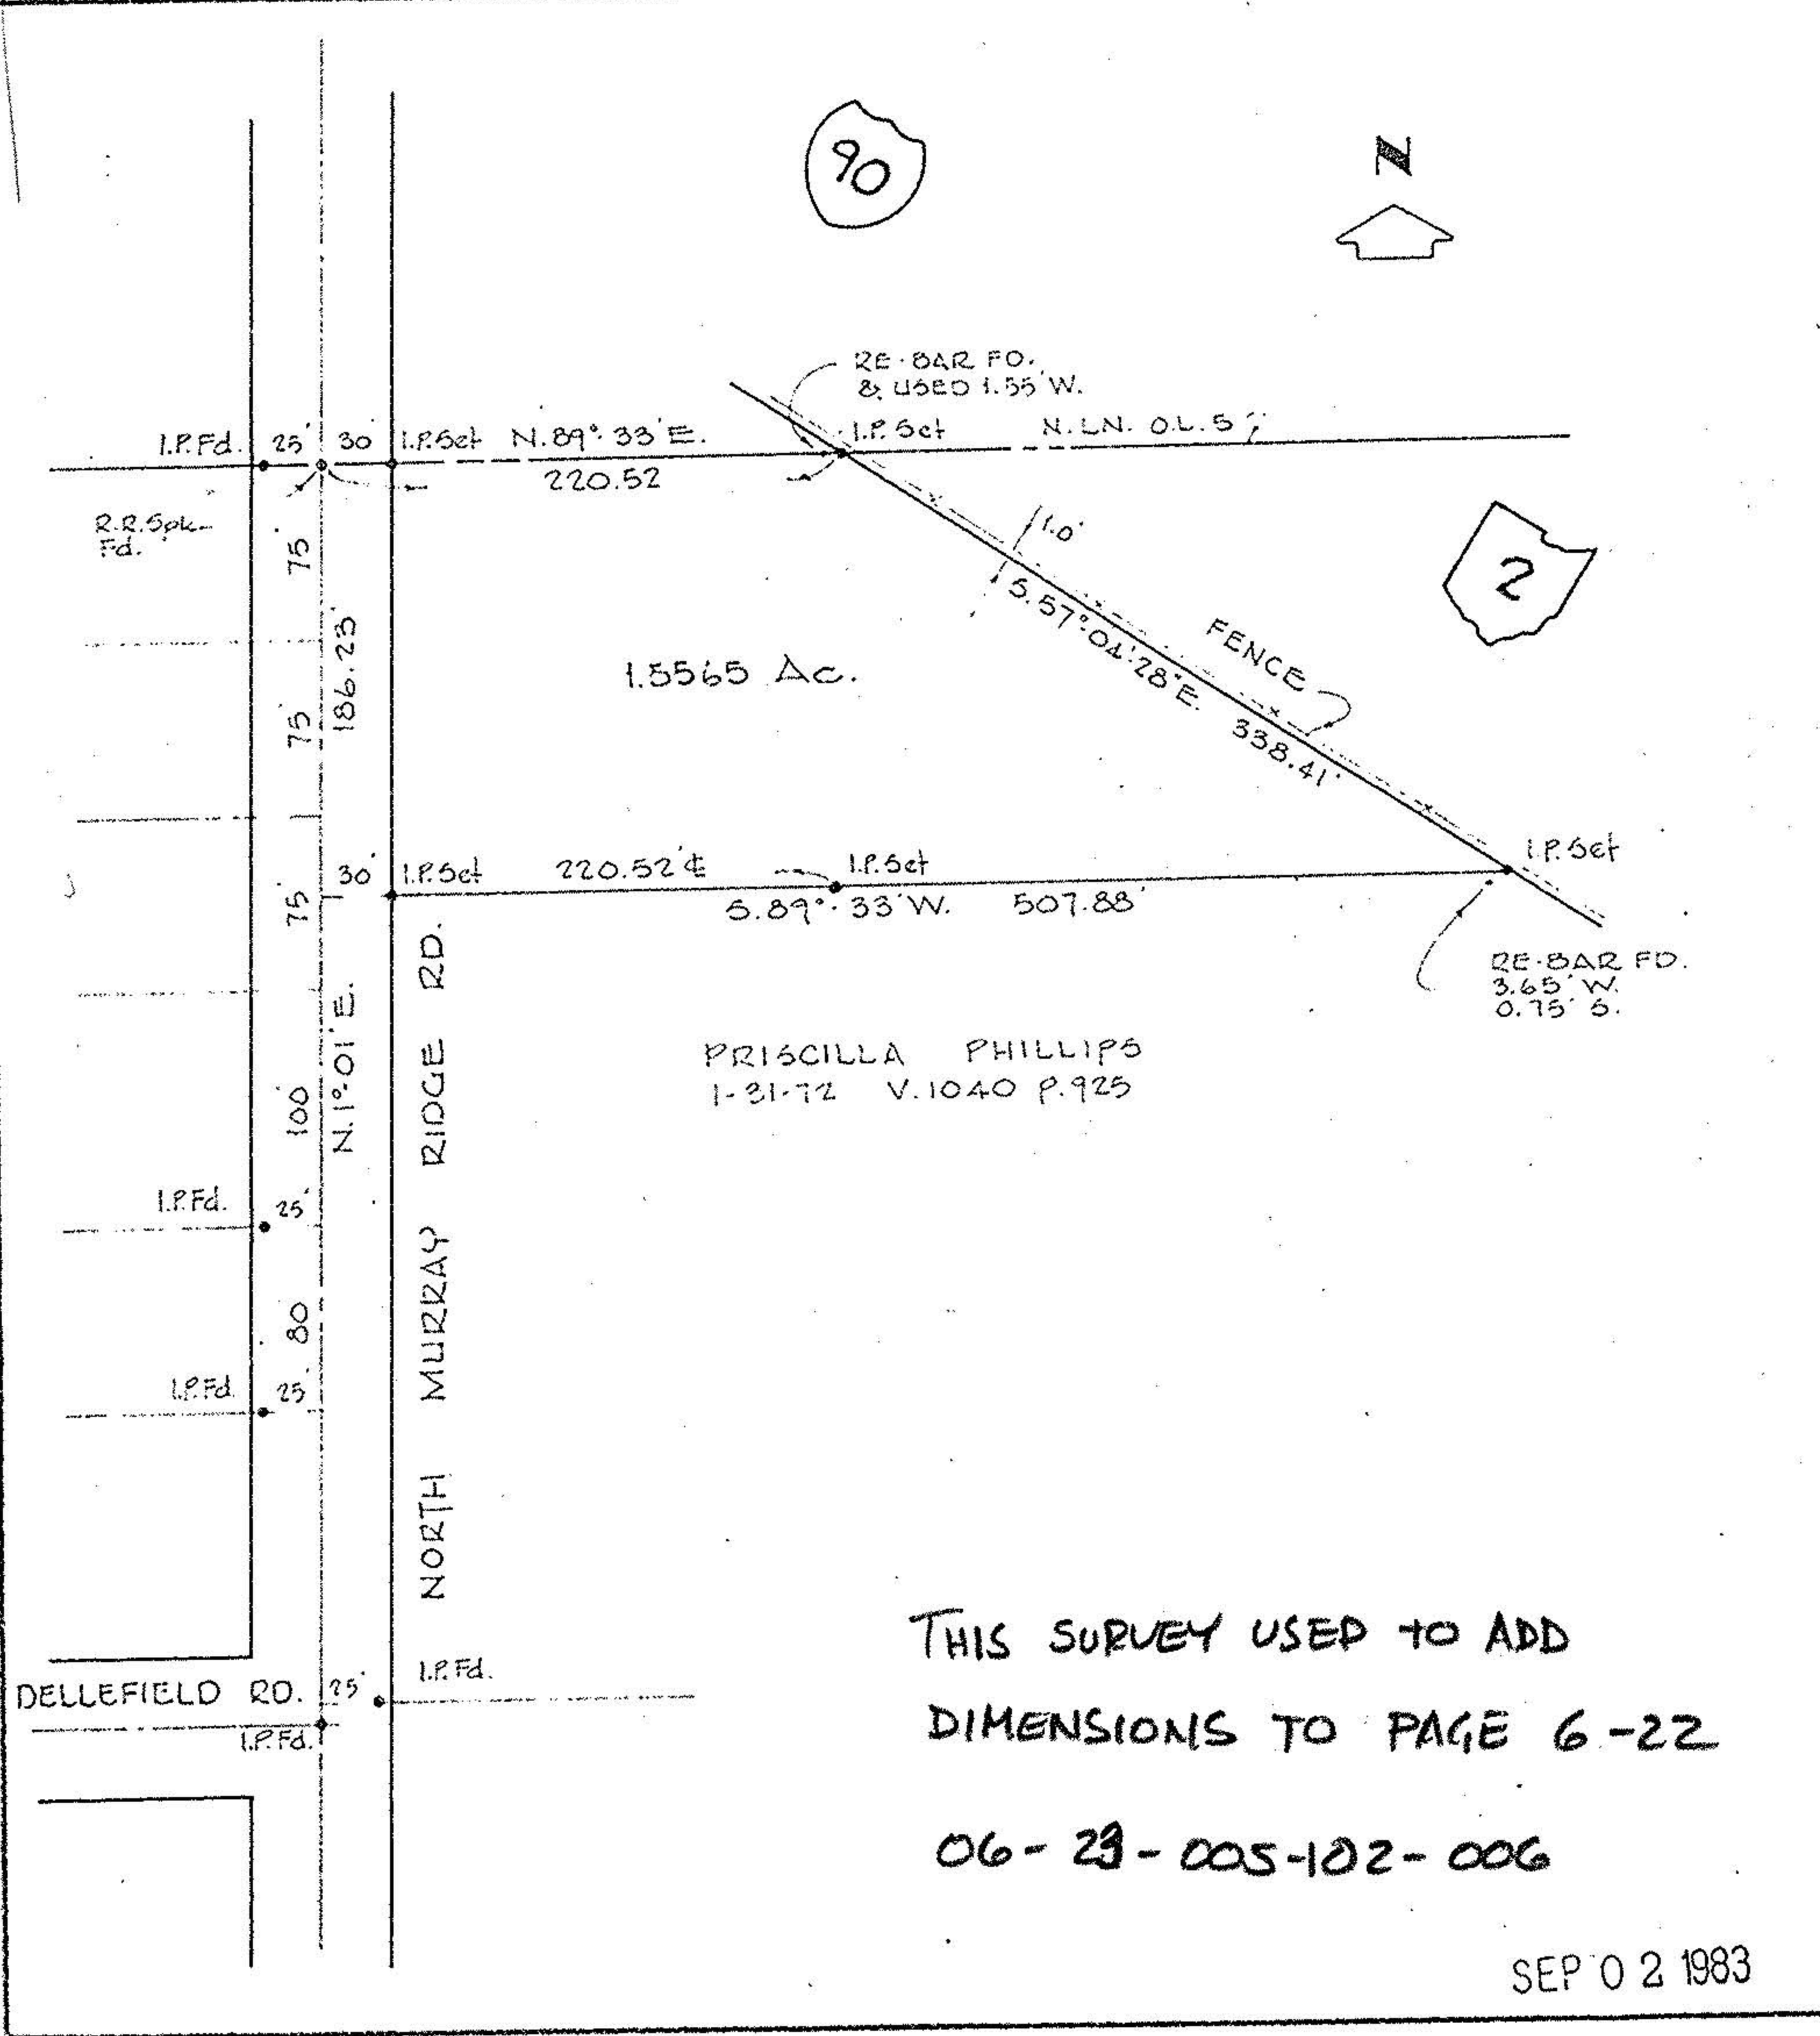 90
N
RE-BAR FD.
& USED 1.55' W.
I.P.Fd. 25' 30' I.P.Set N.89°-33'E. I.P.Set N.LN. O.L.5
220.52
R.R.Spk.
Fd.
75'
186.23'
1.0'
2
S.57°-04'-28"E. 338.41'
FENCE
1.5565 Ac.
75'
30' I.P.Set 220.52'¢ I.P.Set I.P.Set
S.89°-33'W. 507.88'
75'
RE-BAR FD.
3.65' W.
0.75' S.
N.1°-01'E.
PRISCILLA PHILLIPS
1-31-72 V.1040 P.925
100'
I.P.Fd. 25'
80
I.P.Fd. 25'
NORTH MURRAY RIDGE RD.
I.P.Fd.
DELLEFIELD RD. 25'
I.P.Fd.
THIS SURVEY USED TO ADD
DIMENSIONS TO PAGE 6-22
06-23-005-102-006
SEP 02 1983